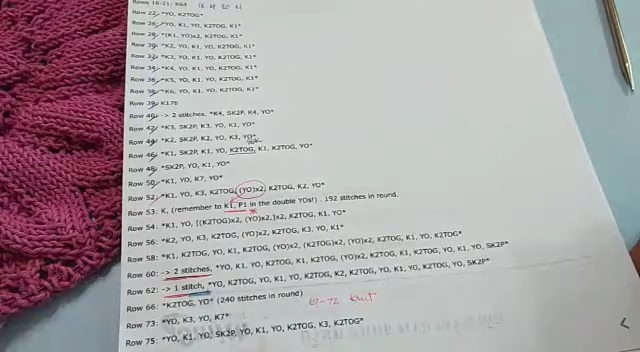 Rows 18-21: K64 18 19 20 21
Row 22: *YO, K2TOG*
Row 26: *YO, K1, YO, K2TOG, K1*
Row 28: *(K1, YO)x2, K2TOG, K1*
Row 30: *K2, YO, K1, YO, K2TOG, K1*
Row 32: *K3, YO, K1, YO, K2TOG, K1*
Row 34: *K4, YO, K1, YO, K2TOG, K1*
Row 36: *K5, YO, K1, YO, K2TOG, K1*
Row 38: *K6, YO, K1, YO, K2TOG, K1*
Row 39: K176
Row 40: -> 2 stitches, *K4, SK2P, K4, YO*
Row 42: *K3, SK2P, K3, YO, K1, YO*
Row 44: *K2, SK2P, K2, YO, K3, YO*
Row 46: *K1, SK2P, K1, YO, K2TOG, K1, K2TOG, YO*
Row 48: *SK2P, YO, K1, YO*
Row 50: *K1, YO, K7, YO*
Row 52: *K1, YO, K3, K2TOG, (YO)x2, K2TOG, K2, YO*
Row 53: K, (remember to K1, P1 in the double YOs!) . 192 stitches in round.
Row 54: *K1, YO, [(K2TOG)x2, (YO)x2,]x2, K2TOG, K1, YO*
Row 56: *K2, YO, K3, K2TOG, (YO)x2, K2TOG, K3, YO, K1*
Row 58: *K1, K2TOG, YO, K1, K2TOG, (YO)x2, (K2TOG)x2, (YO)x2, K2TOG, K1, YO, K2TOG*
Row 60: -> 2 stitches, *YO, K1, YO, K2TOG, K1, K2TOG, (YO)x2, K2TOG, K1, K2TOG, YO, K1, YO, SK2P*
Row 62: -> 1 stitch, *YO, K2TOG, YO, K1, YO, K2TOG, K2, K2TOG, YO, K1, YO, K2TOG, YO, SK2P*
Row 66: *K2TOG, YO* (240 stitches in round) 67-72 knit
Row 73: *YO, K3, YO, K7*
Row 75: *YO, K1, YO, SK2P, YO, K1, YO, K2TOG, K3, K2TOG*